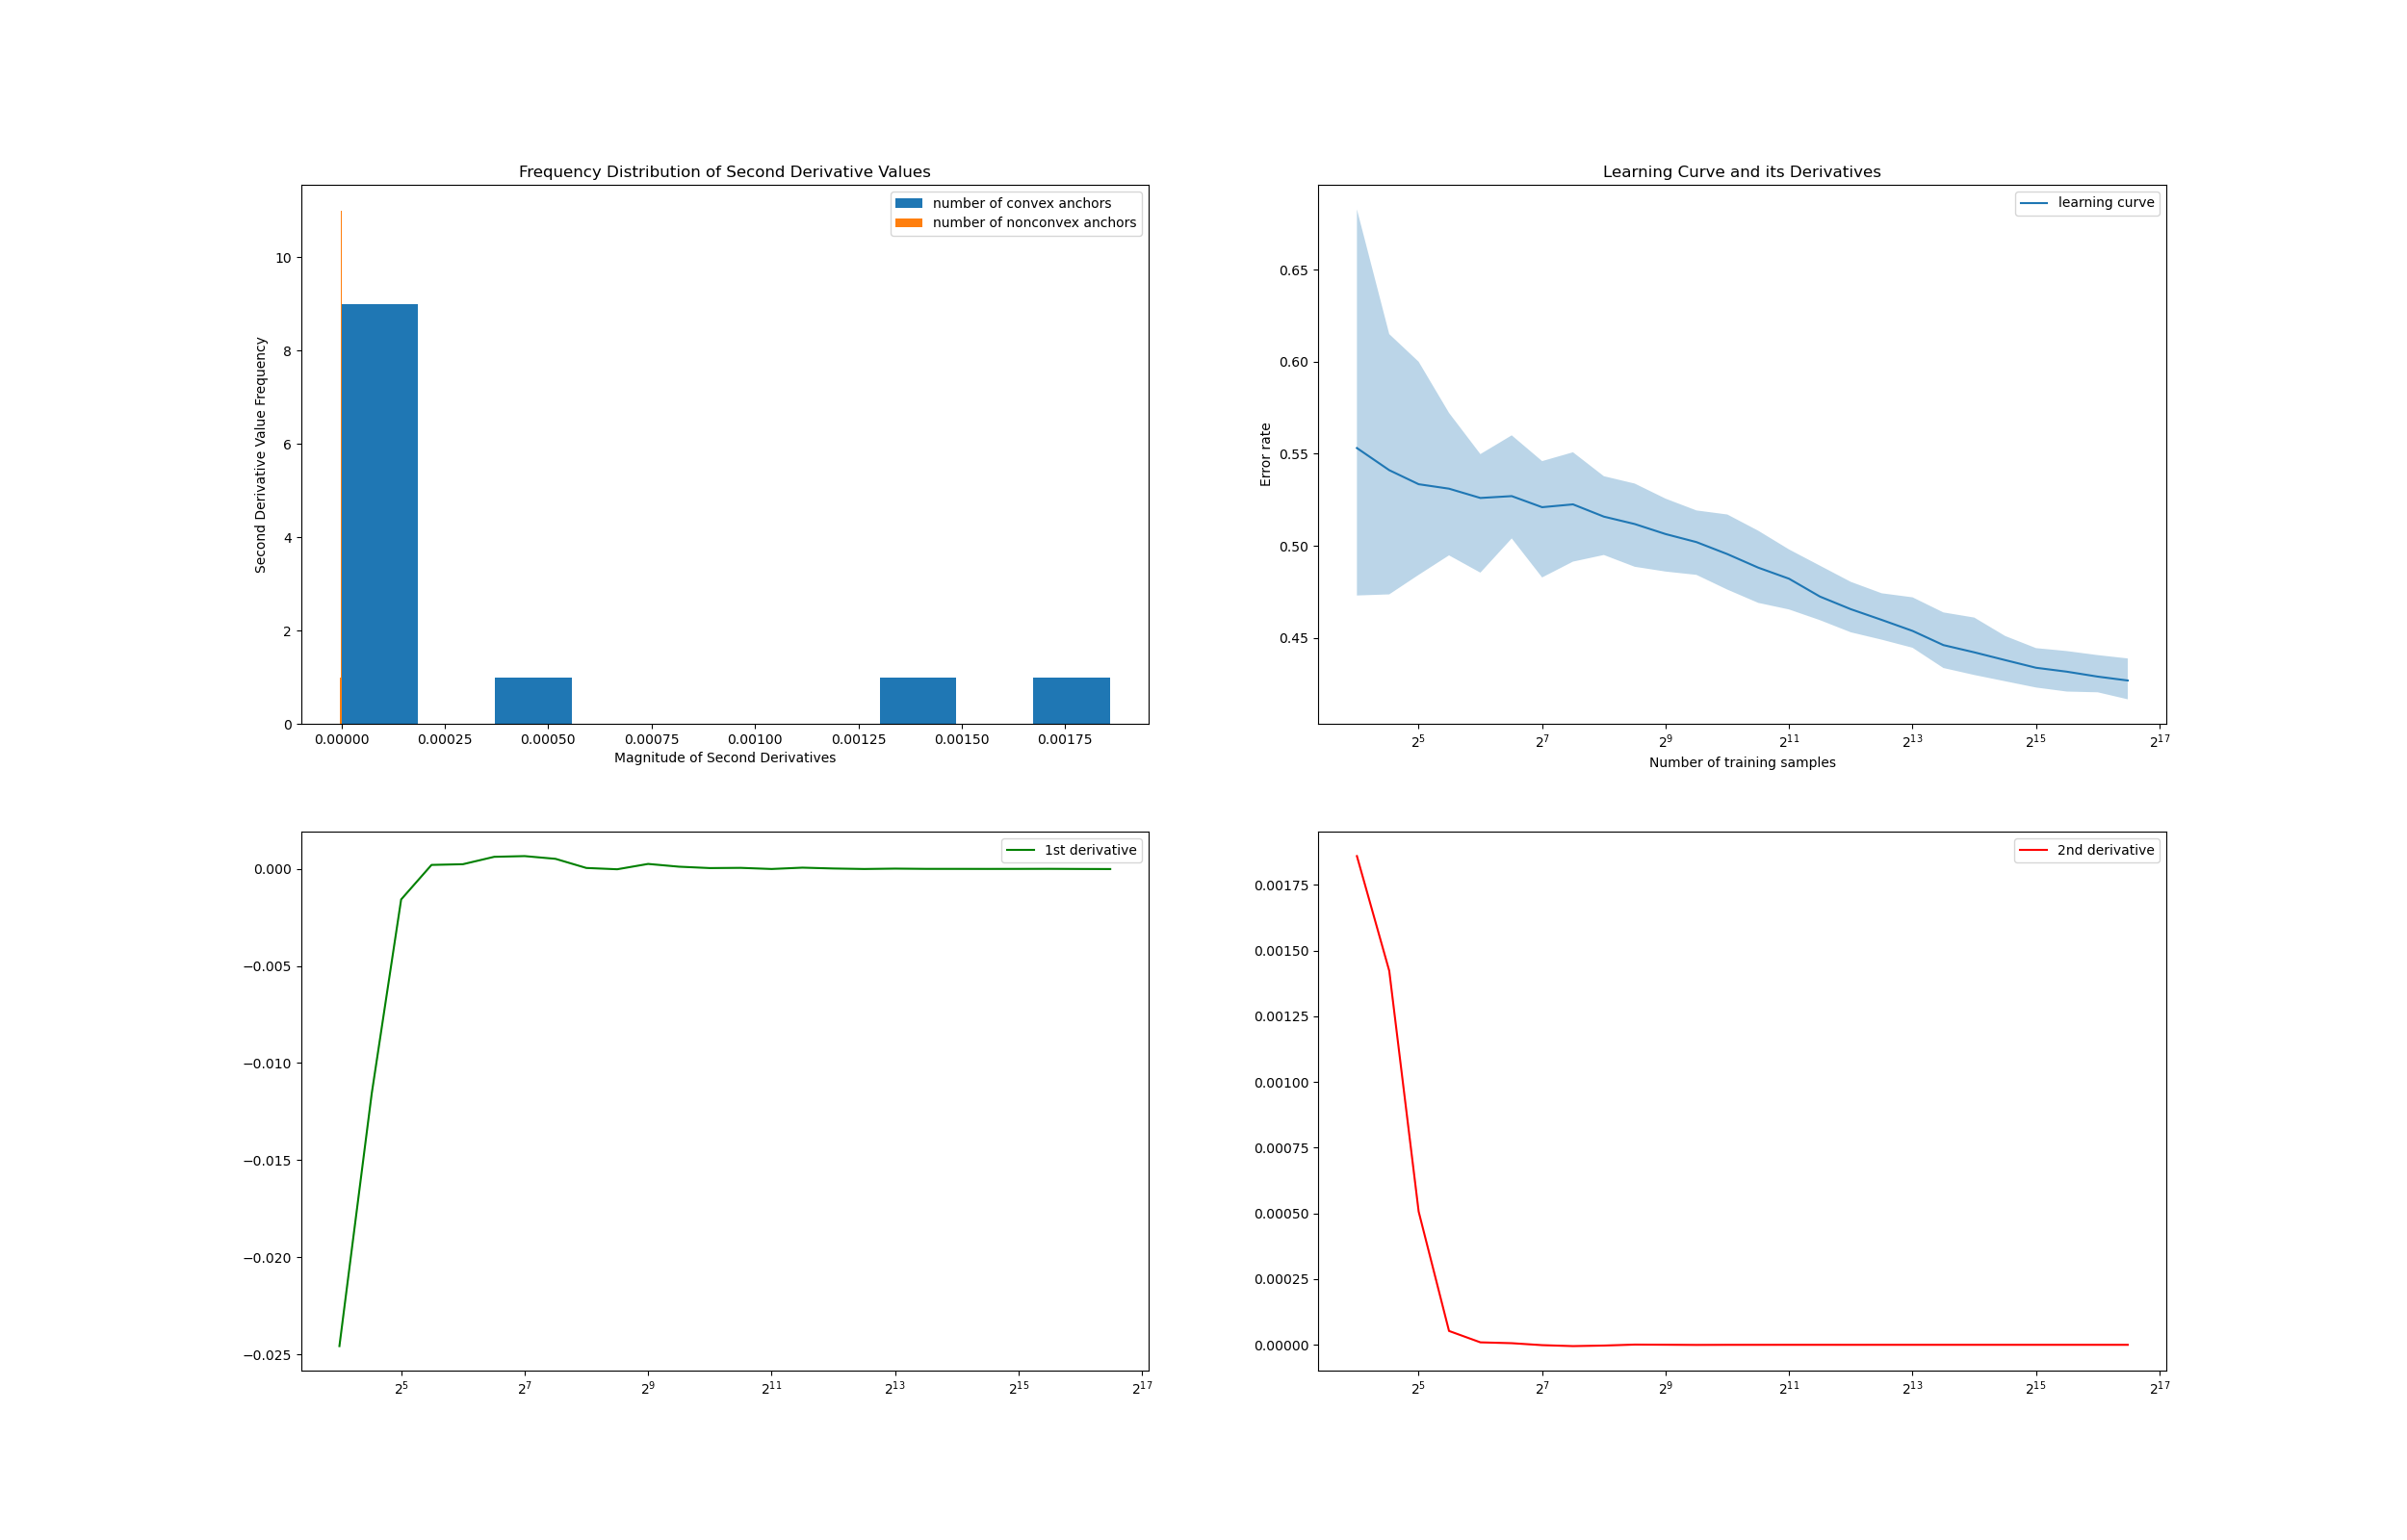 Frequency Distribution of Second Derivative Values
number of convex anchors
number of nonconvex anchors
Second Derivative Value Frequency
10
8
6
4
2
0
0.00000 0.00025 0.00050 0.00075 0.00100 0.00125 0.00150 0.00175
Magnitude of Second Derivatives
Learning Curve and its Derivatives
learning curve
Error rate
0.65
0.60
0.55
0.50
0.45
2^5 2^7 2^9 2^11 2^13 2^15 2^17
Number of training samples
1st derivative
0.000
−0.005
−0.010
−0.015
−0.020
−0.025
2^5 2^7 2^9 2^11 2^13 2^15 2^17
2nd derivative
0.00175
0.00150
0.00125
0.00100
0.00075
0.00050
0.00025
0.00000
2^5 2^7 2^9 2^11 2^13 2^15 2^17